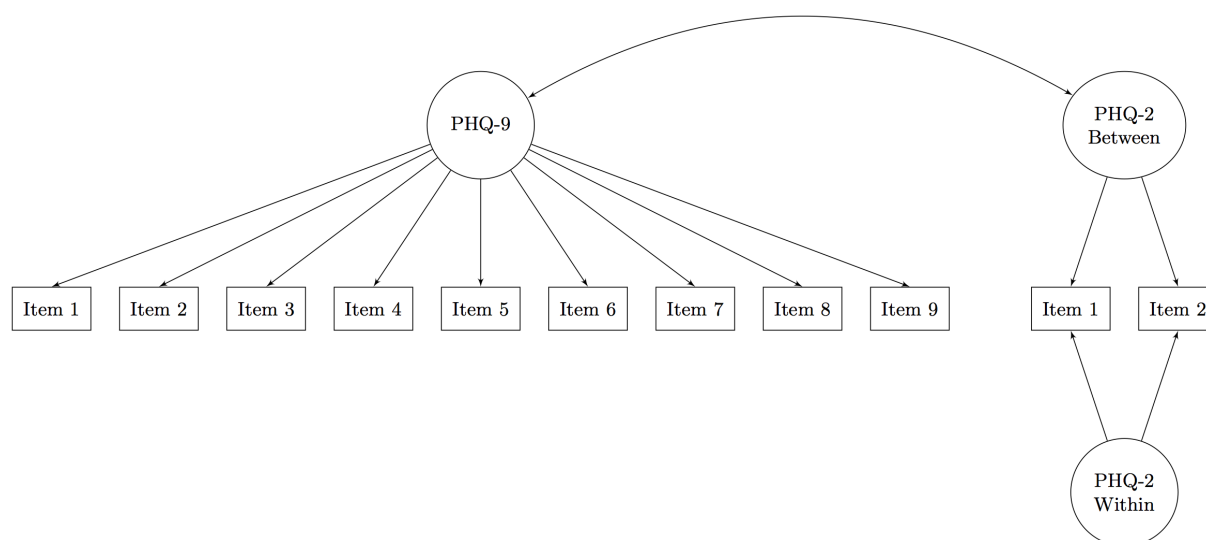 PHQ-9
PHQ-2
Between
Item 1
Item 2
Item 3
Item 4
Item 5
Item 6
Item 7
Item 8
Item 9
Item 1
Item 2
PHQ-2
Within